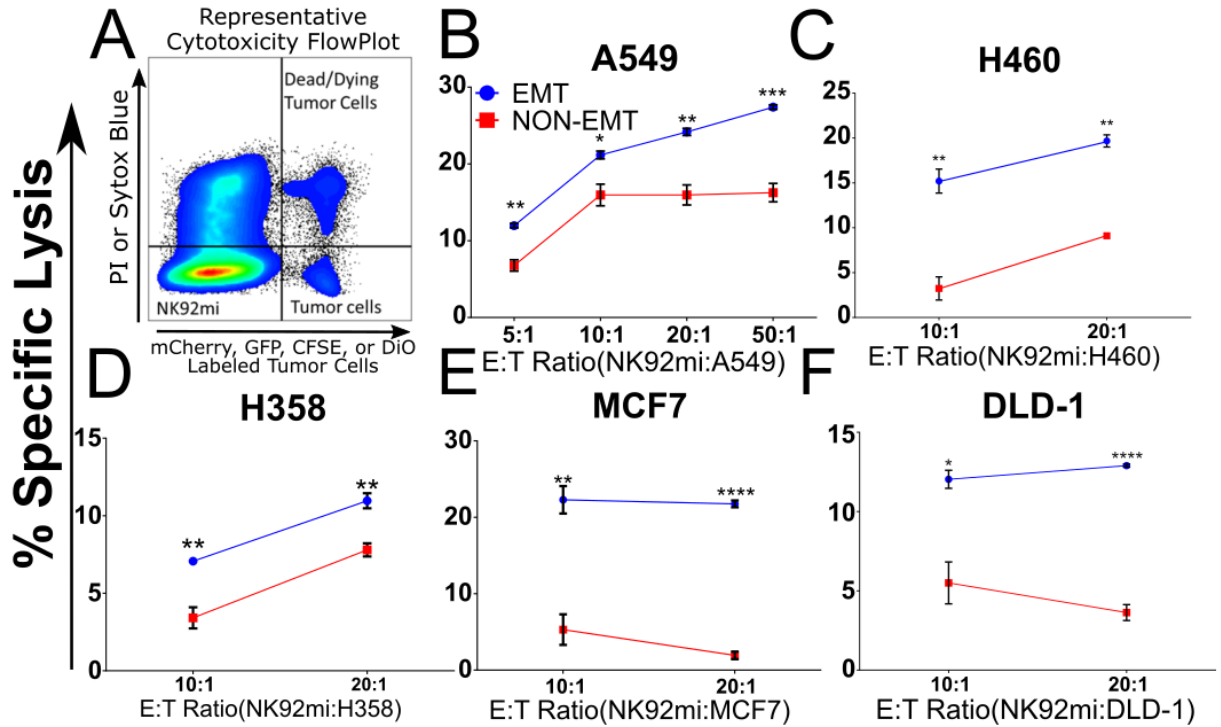 % Specific Lysis
A
Representative
Cytotoxicity FlowPlot
PI or Sytox Blue
Dead/Dying
Tumor Cells
NK92mi
Tumor cells
mCherry, GFP, CFSE, or DiO
Labeled Tumor Cells
B
A549
EMT
NON-EMT
30
20
10
0
**
*
**
***
5:1 10:1 20:1 50:1
E:T Ratio(NK92mi:A549)
C
H460
25
20
15
10
5
0
**
**
10:1 20:1
E:T Ratio(NK92mi:H460)
D
H358
15
10
5
0
**
**
10:1 20:1
E:T Ratio(NK92mi:H358)
E
MCF7
30
20
10
0
**
****
10:1 20:1
E:T Ratio(NK92mi:MCF7)
F
DLD-1
15
10
5
0
*
****
10:1 20:1
E:T Ratio(NK92mi:DLD-1)